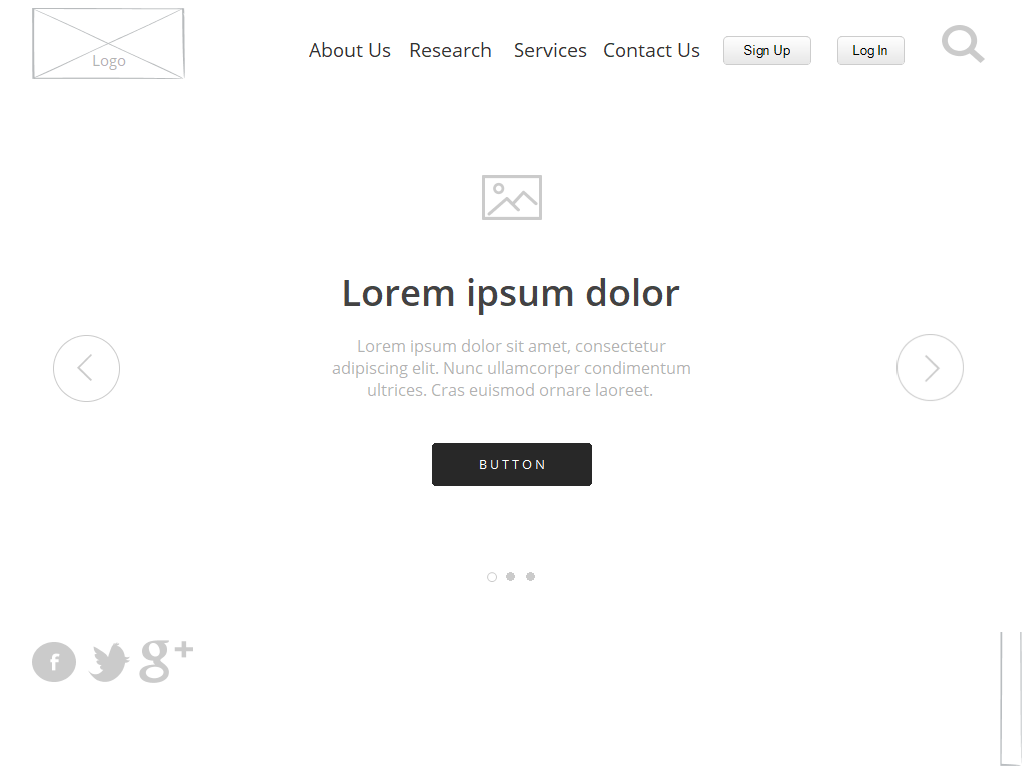 Logo
About Us
Research
Services
Contact Us
Sign Up
Log In
Lorem ipsum dolor
Lorem ipsum dolor sit amet, consectetur
adipiscing elit. Nunc ullamcorper condimentum
ultrices. Cras euismod ornare laoreet.
BUTTON
f
g+